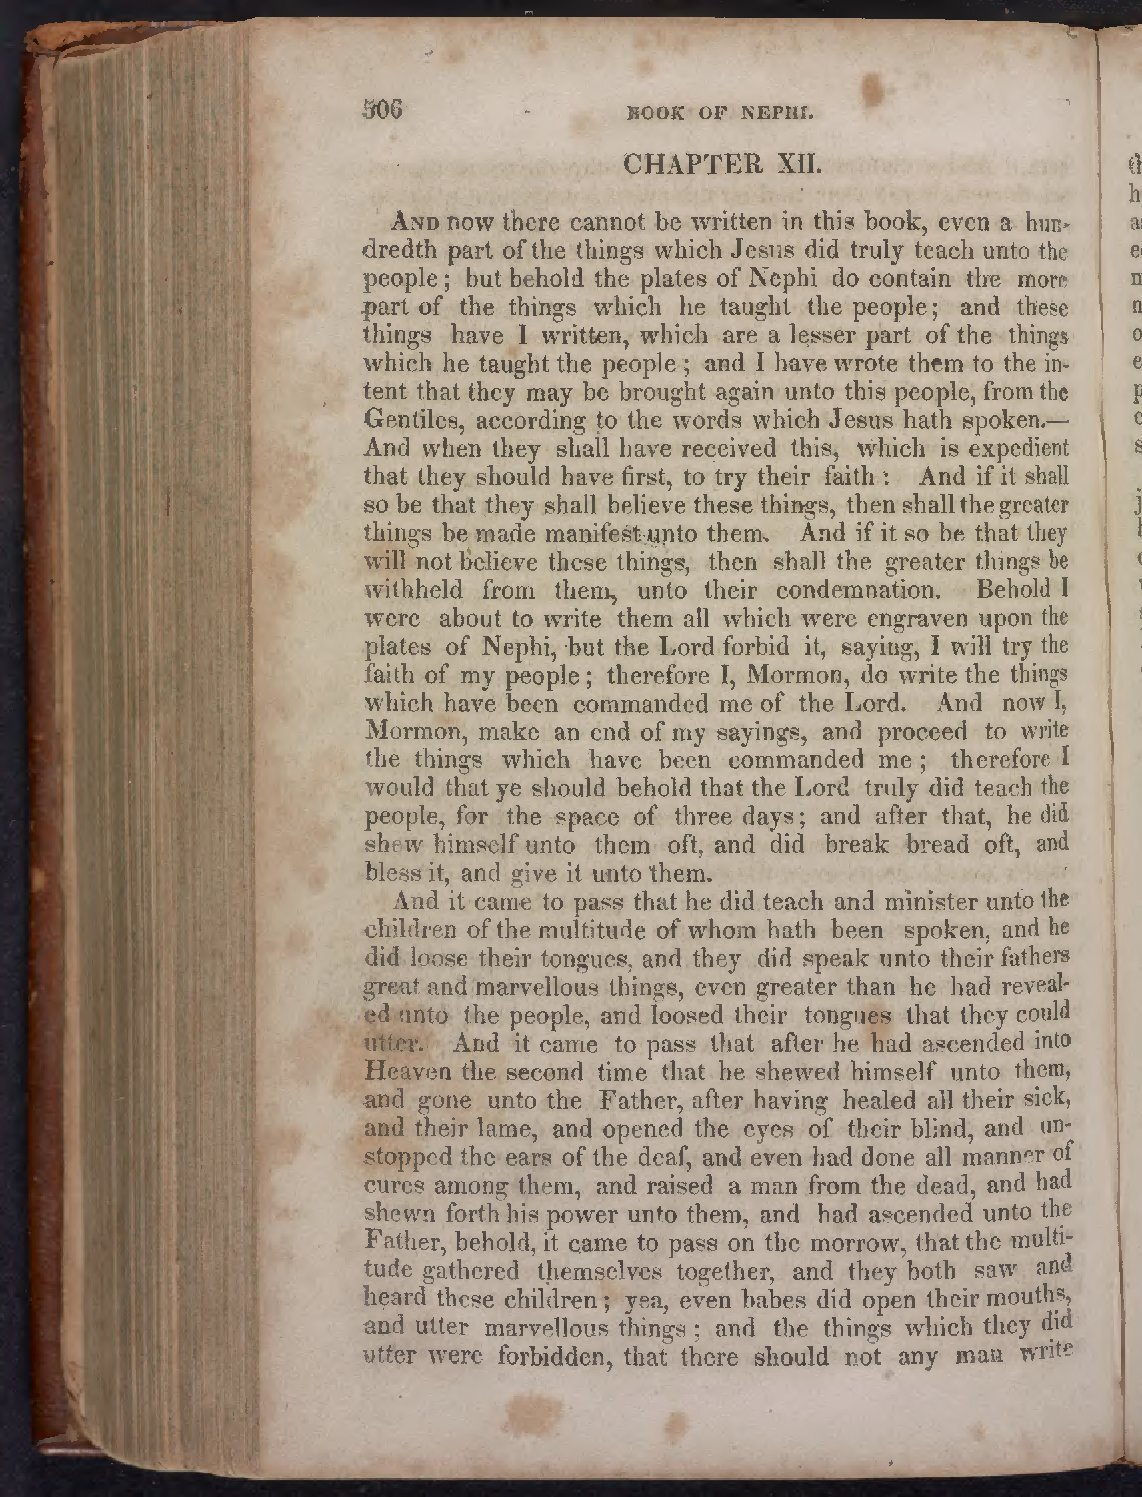 506 BOOK OF NEPHI.
CHAPTER XII.
AND now there cannot be written in this book, even a hun-
dredth part of the things which Jesus did truly teach unto the
people; but behold the plates of Nephi do contain the more
part of the things which he taught the people; and these
things have I written, which are a lesser part of the things
which he taught the people; and I have wrote them to the in-
tent that they may be brought again unto this people, from the
Gentiles, according to the words which Jesus hath spoken.—
And when they shall have received this, which is expedient
that they should have first, to try their faith: And if it shall
so be that they shall believe these things, then shall the greater
things be made manifest unto them. And if it so be that they
will not believe these things, then shall the greater things be
withheld from them, unto their condemnation. Behold I
were about to write them all which were engraven upon the
plates of Nephi, but the Lord forbid it, saying, I will try the
faith of my people; therefore I, Mormon, do write the things
which have been commanded me of the Lord. And now I,
Mormon, make an end of my sayings, and proceed to write
the things which have been commanded me; therefore I
would that ye should behold that the Lord truly did teach the
people, for the space of three days; and after that, he did
shew himself unto them oft, and did break bread oft, and
bless it, and give it unto them.
And it came to pass that he did teach and minister unto the
children of the multitude of whom hath been spoken, and he
did loose their tongues, and they did speak unto their fathers
great and marvellous things, even greater than he had reveal-
ed unto the people, and loosed their tongues that they could
utter. And it came to pass that after he had ascended into
Heaven the second time that he shewed himself unto them,
and gone unto the Father, after having healed all their sick,
and their lame, and opened the eyes of their blind, and un-
stopped the ears of the deaf, and even had done all manner of
cures among them, and raised a man from the dead, and had
shewn forth his power unto them, and had ascended unto the
Father, behold, it came to pass on the morrow, that the multi-
tude gathered themselves together, and they both saw and
heard these children; yea, even babes did open their mouths,
and utter marvellous things; and the things which they did
utter were forbidden, that there should not any man write